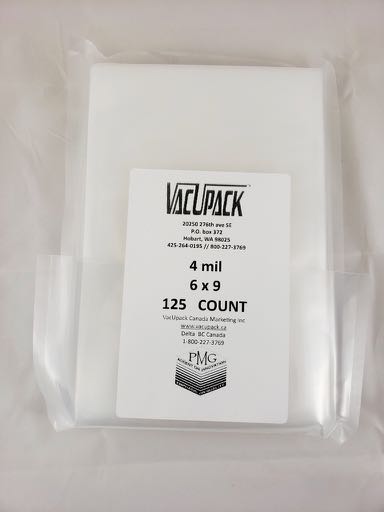 VACUPACK™
20250 276th ave SE
P.O. box 372
Hobart, WA 98025
425-264-0195 // 800-227-3769
4 mil
6 x 9
125 COUNT
VacUpack Canada Marketing Inc
www.vacupack.ca
Delta BC Canada
1-800-227-3769
PMG